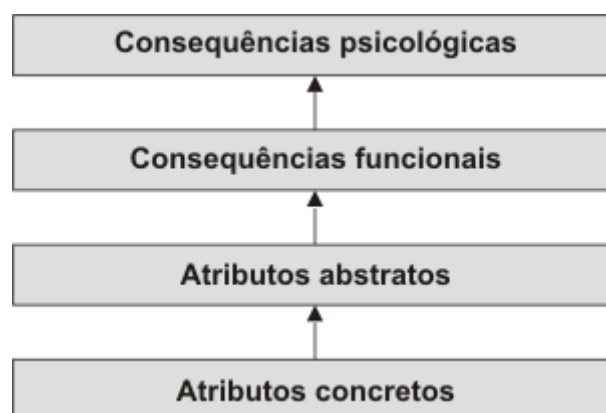 Consequências psicológicas
Consequências funcionais
Atributos abstratos
Atributos concretos